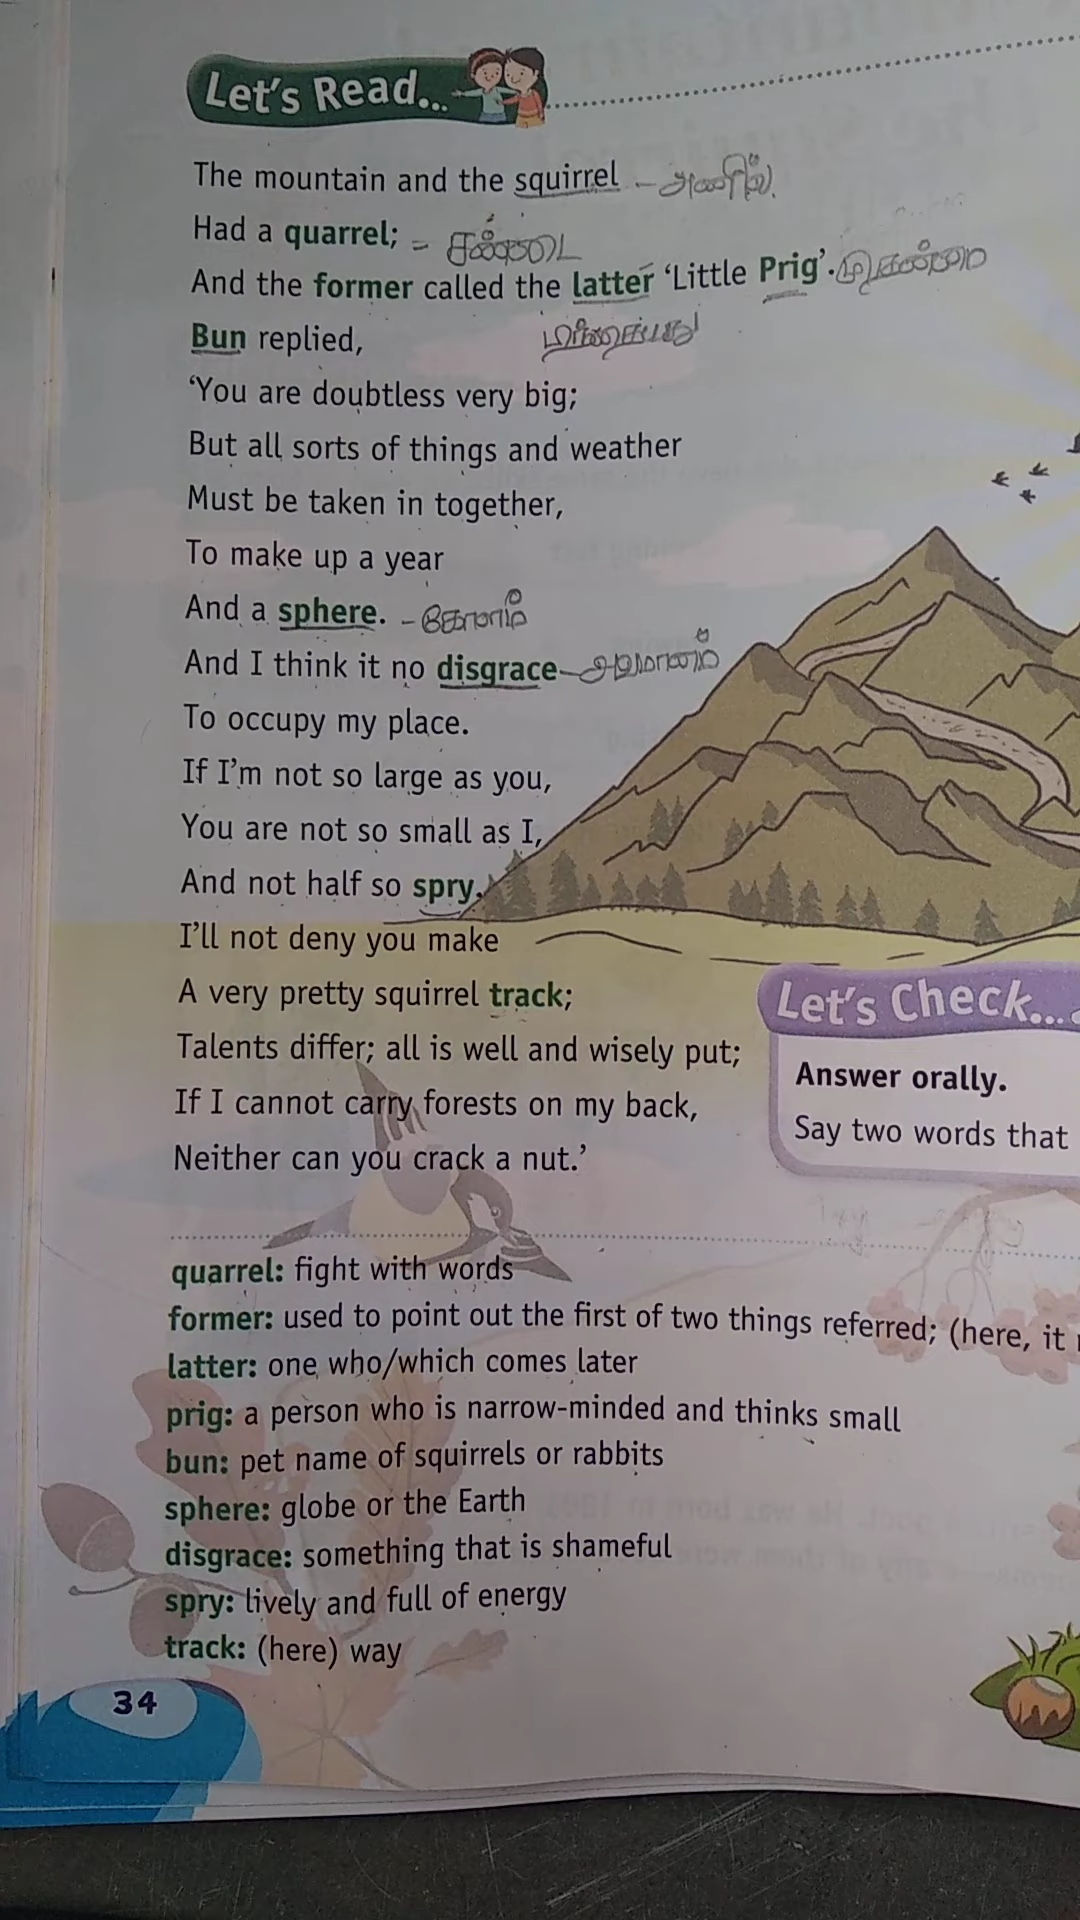 Let's Read...
The mountain and the squirrel - அணில்.
Had a quarrel; - சண்டை
And the former called the latter 'Little Prig'.
Bun replied,
'You are doubtless very big;
But all sorts of things and weather
Must be taken in together,
To make up a year
And a sphere. - கோளம்
And I think it no disgrace - அவமானம்
To occupy my place.
If I'm not so large as you,
You are not so small as I,
And not half so spry.
I'll not deny you make
A very pretty squirrel track;
Talents differ; all is well and wisely put;
If I cannot carry forests on my back,
Neither can you crack a nut.'
Let's Check...
Answer orally.
Say two words that
quarrel: fight with words
former: used to point out the first of two things referred; (here, it
latter: one who/which comes later
prig: a person who is narrow-minded and thinks small
bun: pet name of squirrels or rabbits
sphere: globe or the Earth
disgrace: something that is shameful
spry: lively and full of energy
track: (here) way
34